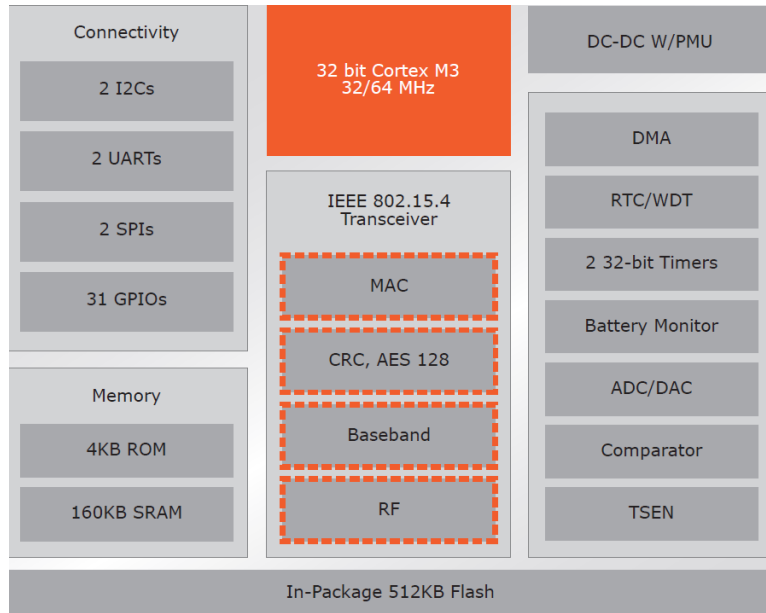 Connectivity
2 I2Cs
2 UARTs
2 SPIs
31 GPIOs
Memory
4KB ROM
160KB SRAM
32 bit Cortex M3
32/64 MHz
IEEE 802.15.4
Transceiver
MAC
CRC, AES 128
Baseband
RF
DC-DC W/PMU
DMA
RTC/WDT
2 32-bit Timers
Battery Monitor
ADC/DAC
Comparator
TSEN
In-Package 512KB Flash